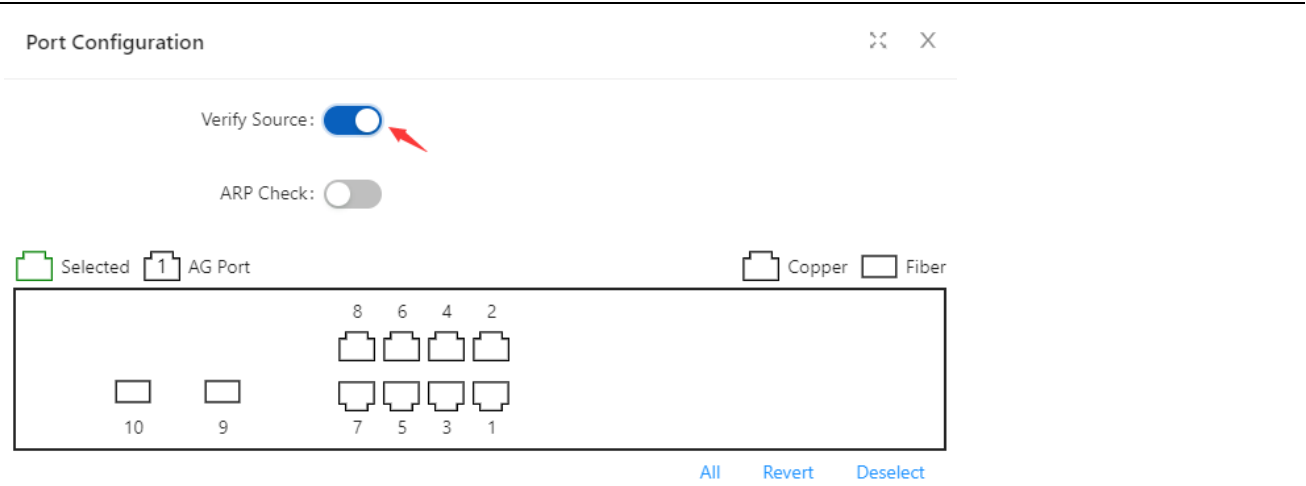 Port Configuration
Verify Source:
ARP Check:
Selected 1 AG Port Copper Fiber
8 6 4 2
10 9 7 5 3 1
All Revert Deselect